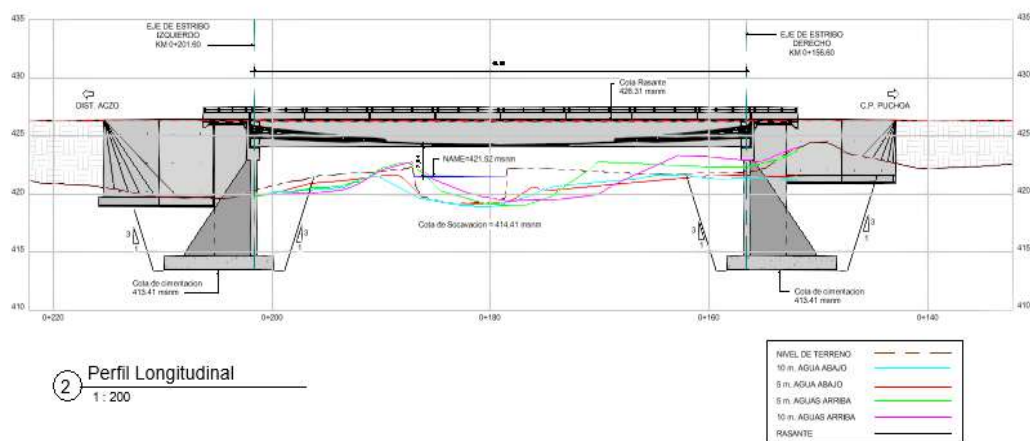 435
430
425
420
415
410
EJE DE ESTRIBO
IZQUIERDO
KM 0+201.60
EJE DE ESTRIBO
DERECHO
KM 0+156.60
435
430
425
420
415
410
DIST. ACZO
Cota Rasante
426.31 msnm
C.P. PUCHOA
NAME=421.52 msnm
Cota de Socavacion = 414.41 msnm
3
1
3
1
3
1
3
1
Cota de cimentacion
413.41 msnm
Cota de cimentacion
413.41 msnm
0+220
0+200
0+180
0+160
0+140
2
Perfil Longitudinal
1 : 200
NIVEL DE TERRENO
10 m. AGUA ABAJO
5 m. AGUA ABAJO
5 m. AGUAS ARRIBA
10 m. AGUAS ARRIBA
RASANTE